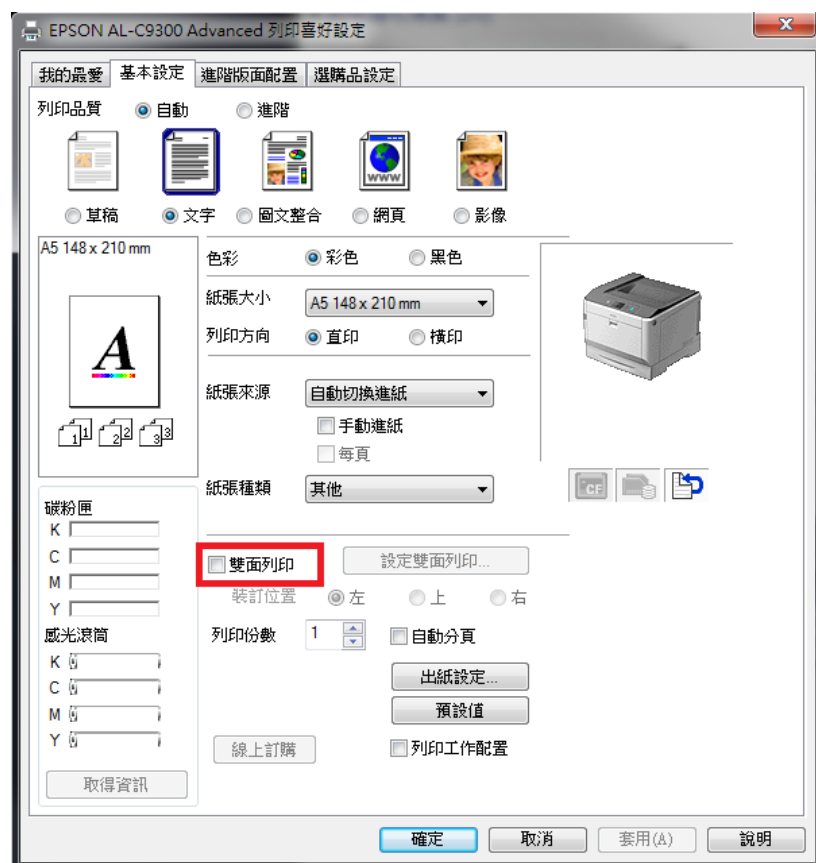 EPSON AL-C9300 Advanced 列印喜好設定
我的最愛 基本設定 進階版面配置 選購品設定
列印品質 自動 進階
WWW
草稿 文字 圖文整合 網頁 影像
A5 148 x 210 mm
A
1 1 2 2 3 3
色彩 彩色 黑色
紙張大小 A5 148 x 210 mm
列印方向 直印 橫印
紙張來源 自動切換進紙
手動進紙
每頁
紙張種類 其他
CF
碳粉匣
K
C
M
Y
感光滾筒
K
C
M
Y
取得資訊
雙面列印 設定雙面列印...
裝訂位置 左 上 右
列印份數 1 自動分頁
出紙設定...
預設值
線上訂購 列印工作配置
確定 取消 套用(A) 說明